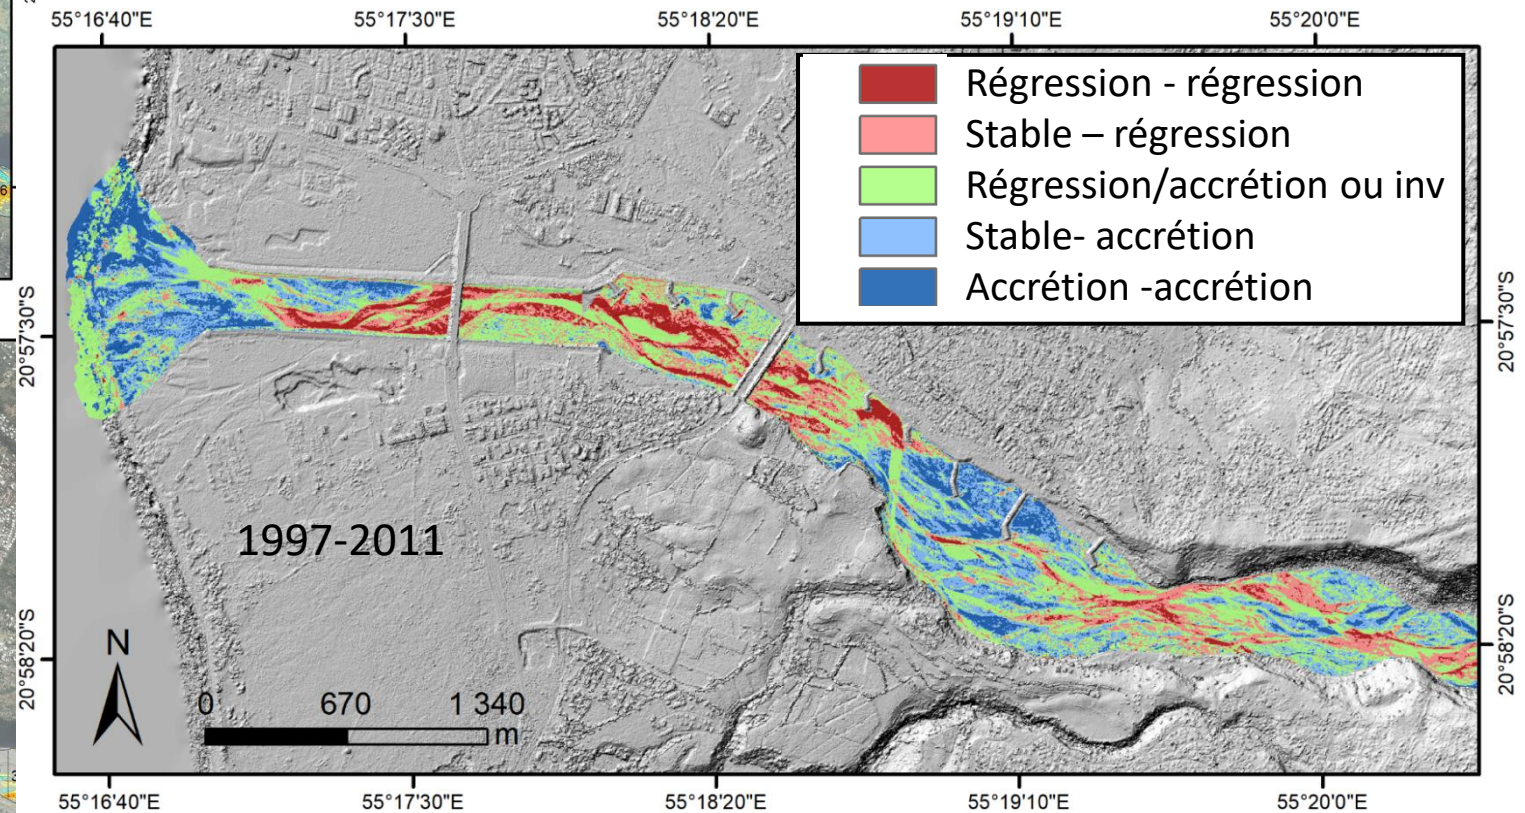 55°16'40"E 55°17'30"E 55°18'20"E 55°19'10"E 55°20'0"E
Régression - régression
Stable – régression
Régression/accrétion ou inv
Stable- accrétion
Accrétion -accrétion
20°57'30"S
20°57'30"S
1997-2011
20°58'20"S
20°58'20"S
N
0 670 1 340
m
55°16'40"E 55°17'30"E 55°18'20"E 55°19'10"E 55°20'0"E